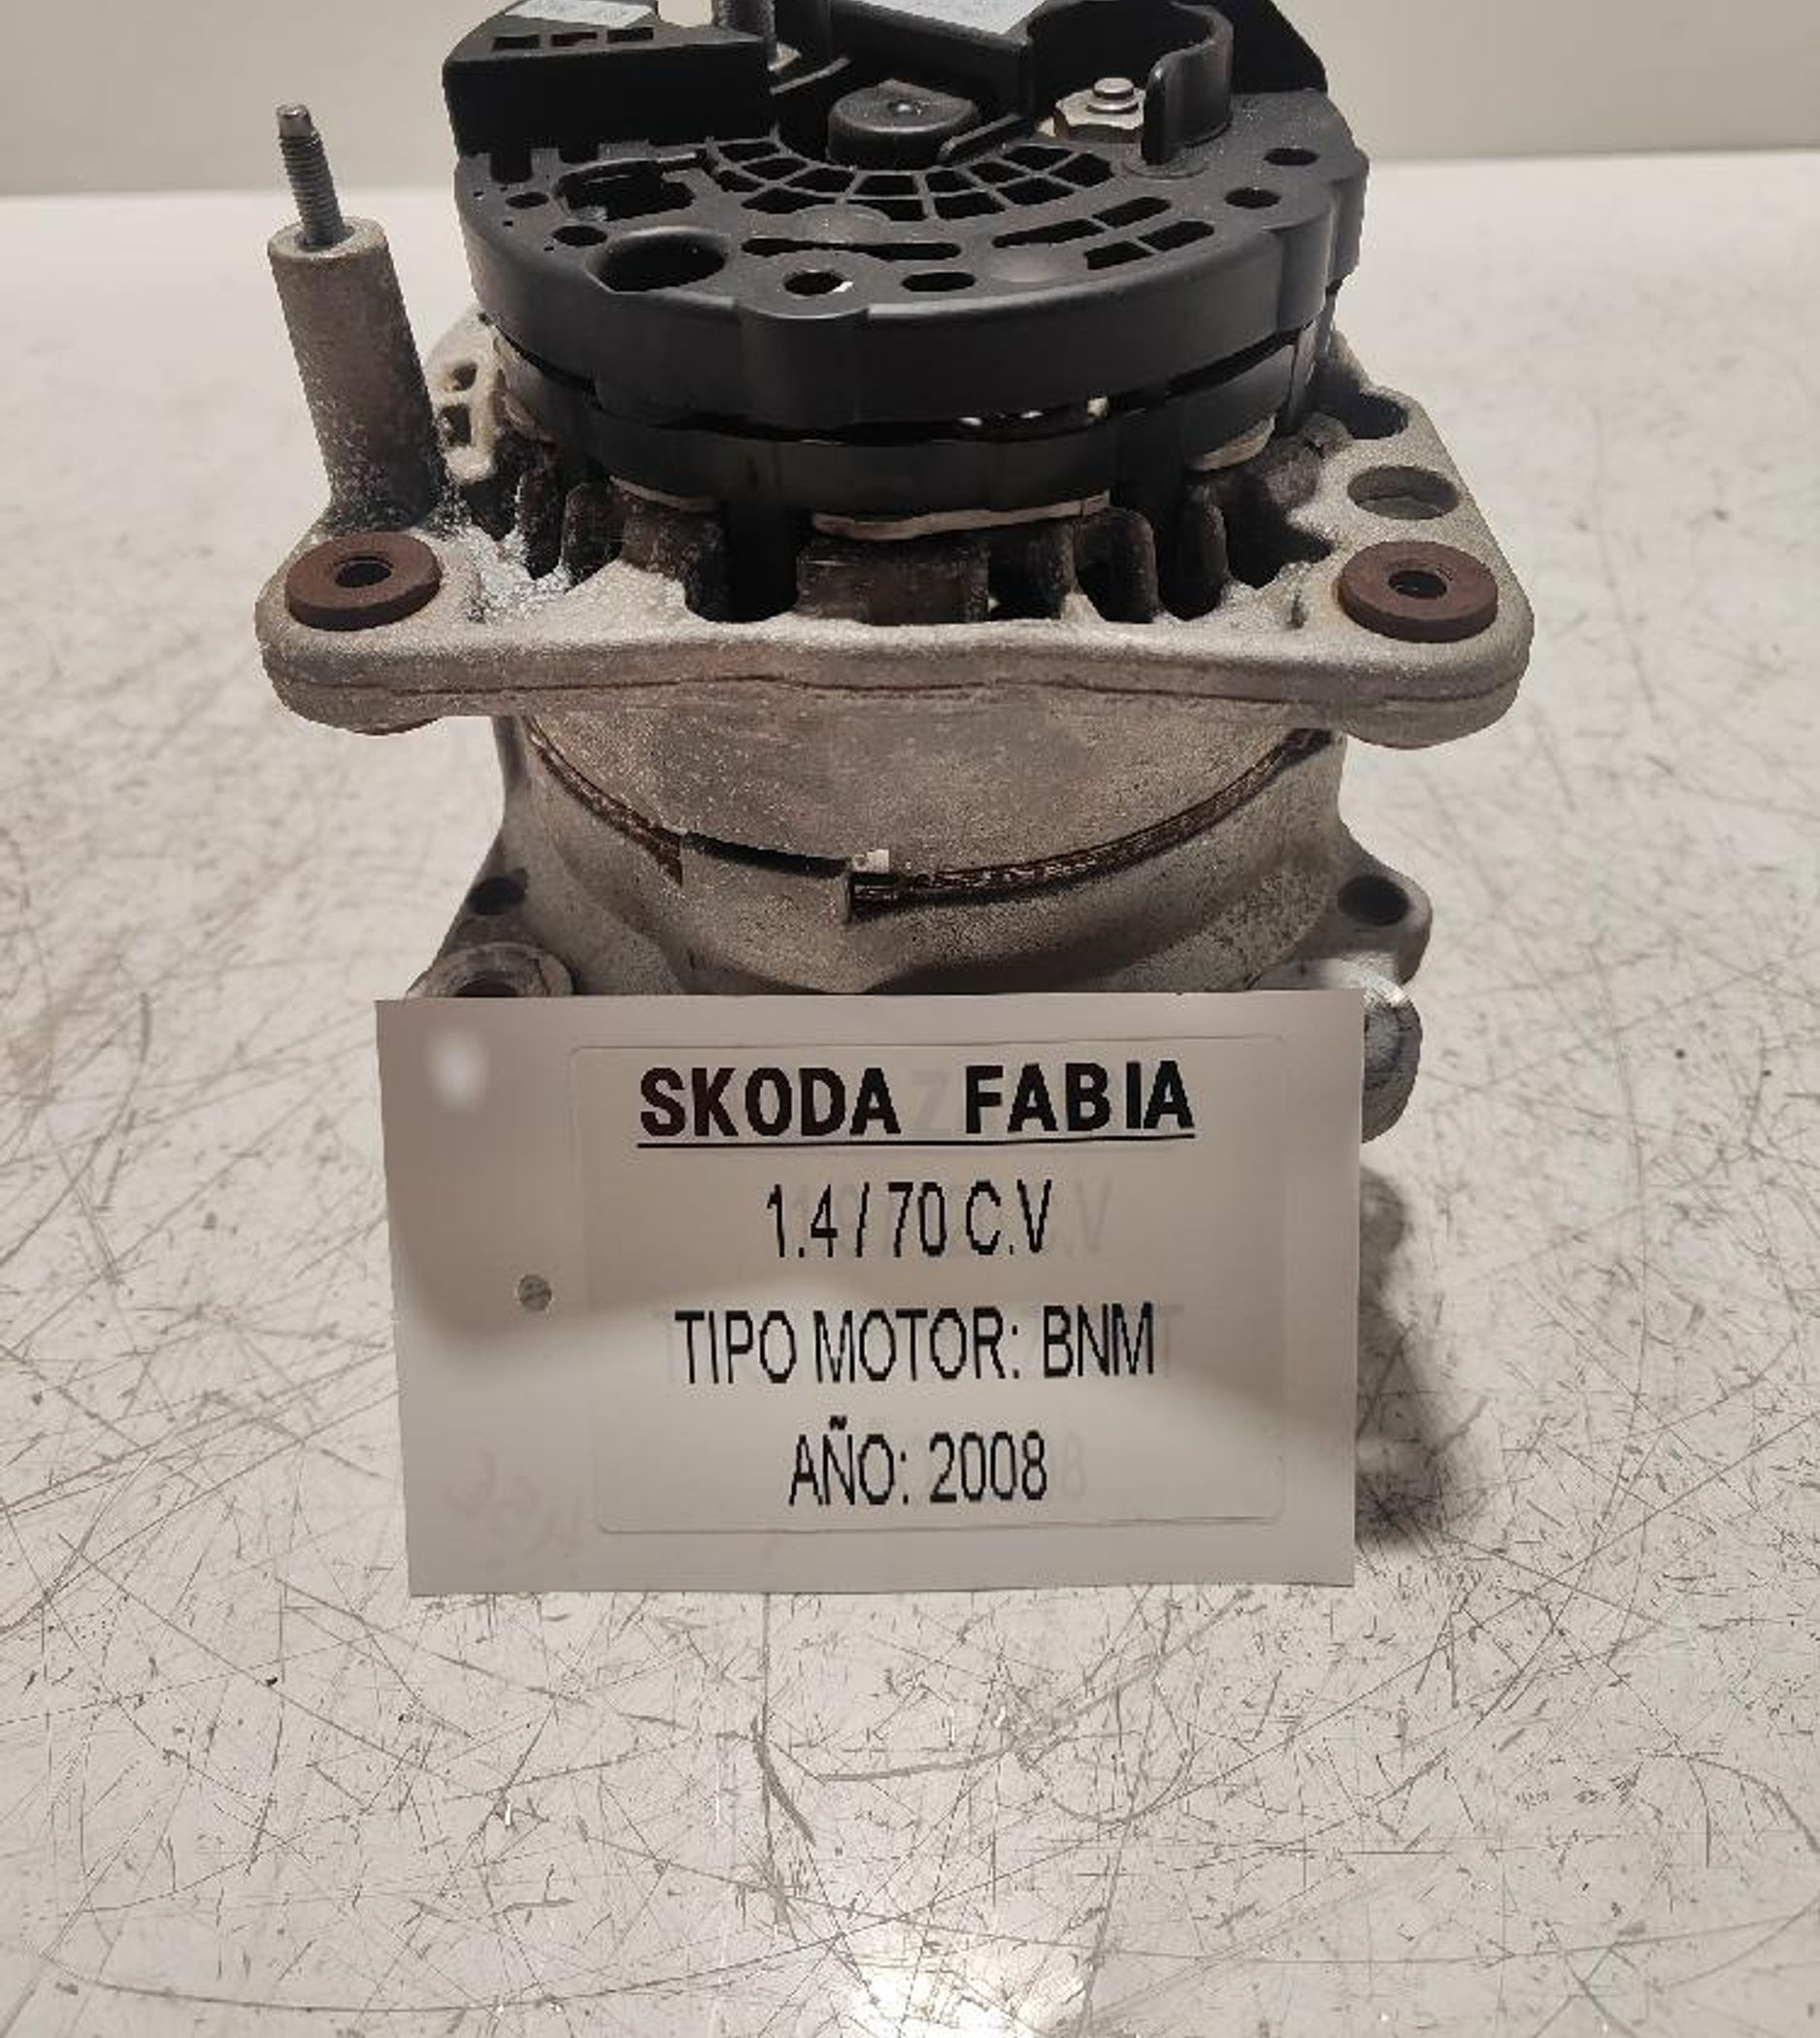 SKODA FABIA
1.4 / 70 C.V
TIPO MOTOR: BNM
AÑO: 2008